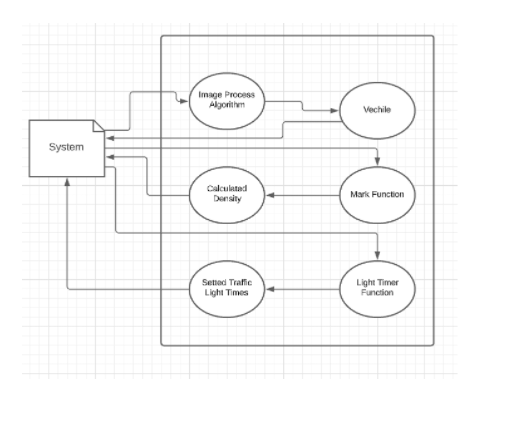 Image Process
Algorithm
Vechile
System
Calculated
Density
Mark Function
Setted Traffic
Light Times
Light Timer
Function